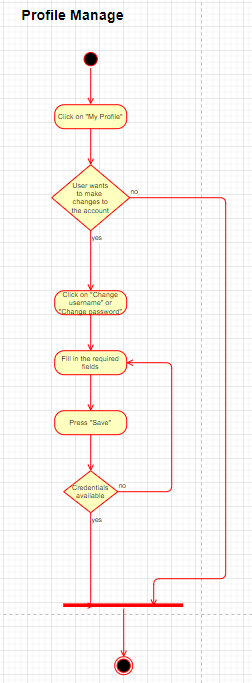 Profile Manage
Click on "My Profile"
User wants
to make
changes to
the account
no
yes
Click on "Change
username" or
"Change password"
Fill in the required
fields
Press "Save"
Credentials
available
no
yes